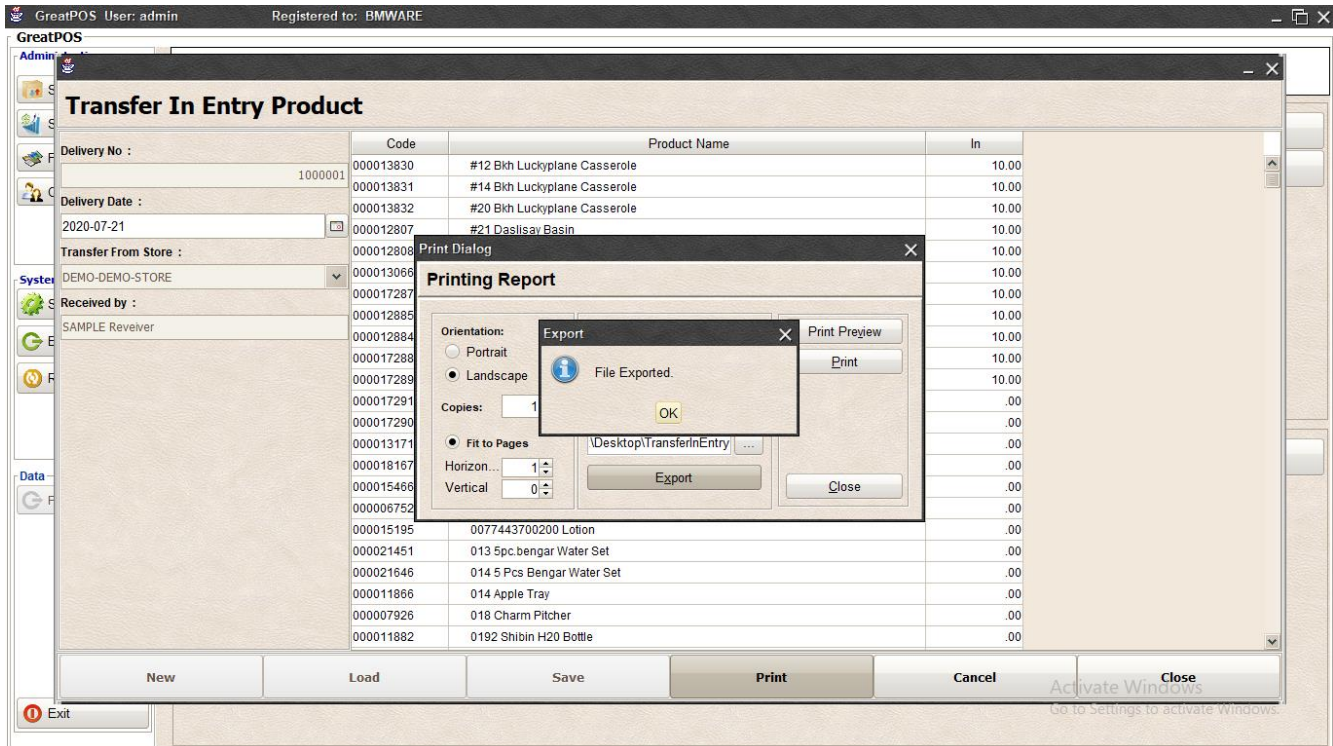 GreatPOS User: admin Registered to: BMWARE
GreatPOS
Transfer In Entry Product
Delivery No :
1000001
Delivery Date :
2020-07-21
Transfer From Store :
DEMO-DEMO-STORE
Received by :
SAMPLE Reveiver
Code Product Name In
000013830 #12 Bkh Luckyplane Casserole 10.00
000013831 #14 Bkh Luckyplane Casserole 10.00
000013832 #20 Bkh Luckyplane Casserole 10.00
000012807 #21 Daslisay Basin 10.00
000012808 10.00
000013066 10.00
000017287 10.00
000012885 10.00
000012884 10.00
000017288 10.00
000017289 10.00
000017291 .00
000017290 .00
000013171 .00
000018167 .00
000015466 .00
000006752 .00
000015195 0077443700200 Lotion .00
000021451 013 5pc.bengar Water Set .00
000021646 014 5 Pcs Bengar Water Set .00
000011866 014 Apple Tray .00
000007926 018 Charm Pitcher .00
000011882 0192 Shibin H20 Bottle .00
Print Dialog
Printing Report
Orientation:
Portrait
Landscape
Copies: 1
Fit to Pages
Horizon... 1
Vertical 0
Export
File Exported.
OK
\Desktop\TransferInEntry ...
Export
Print Preview
Print
Close
New Load Save Print Cancel Close
Data
Exit
Activate Windows
Go to Settings to activate Windows.